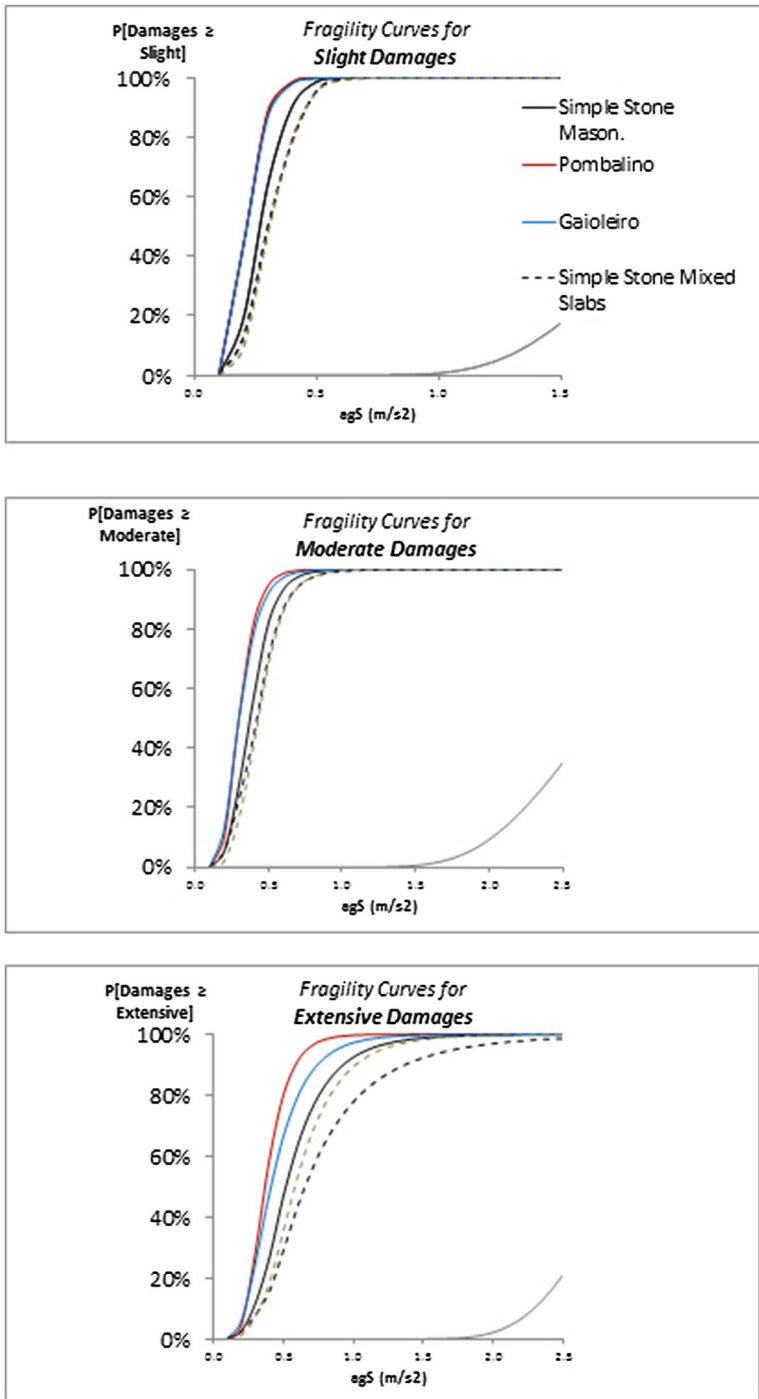 P[Damages ≥
Slight]
Fragility Curves for
Slight Damages
100%
80%
60%
40%
20%
0%
0.0
0.5
1.0
1.5
agS (m/s2)
Simple Stone
Mason.
Pombalino
Gaioleiro
Simple Stone Mixed
Slabs
P[Damages ≥
Moderate]
Fragility Curves for
Moderate Damages
100%
80%
60%
40%
20%
0%
0.0
0.5
1.0
1.5
2.0
2.5
agS (m/s2)
P[Damages ≥
Extensive]
Fragility Curves for
Extensive Damages
100%
80%
60%
40%
20%
0%
0.0
0.5
1.0
1.5
2.0
2.5
agS (m/s2)